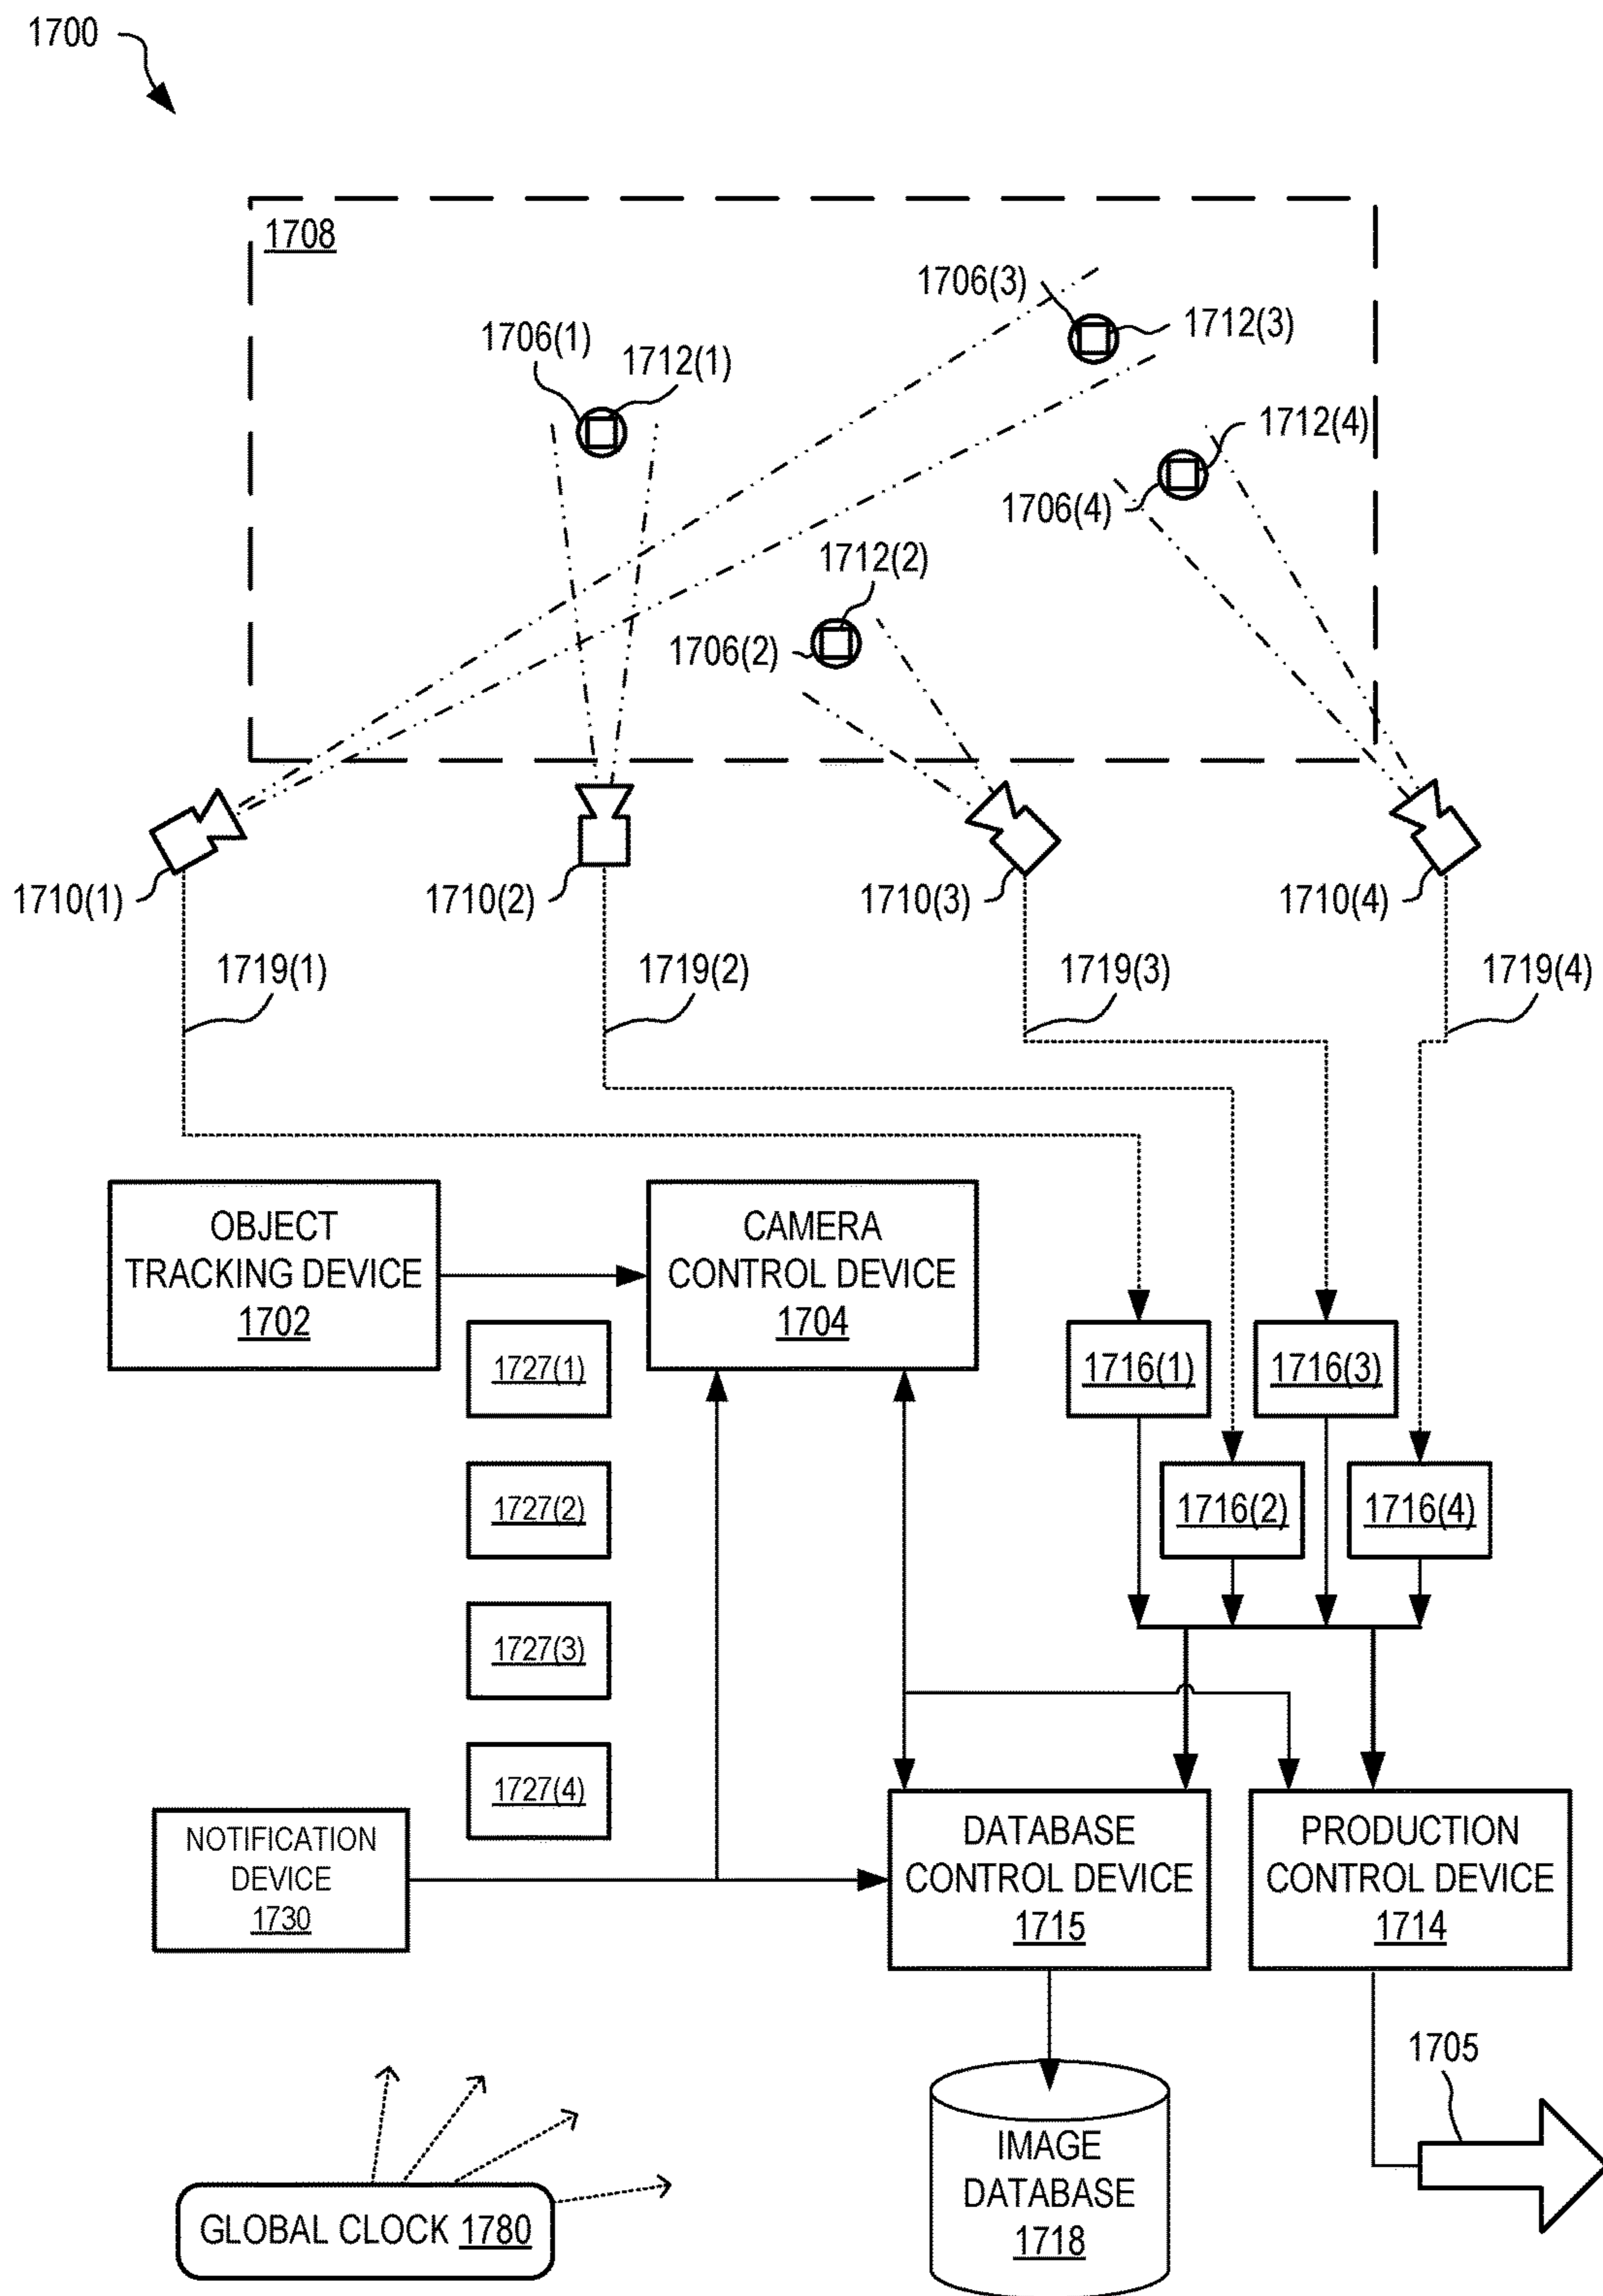 1700
1708
1706(3)
1712(3)
1706(1)
1712(1)
1712(4)
1706(4)
1712(2)
1706(2)
1710(1)
1710(2)
1710(3)
1710(4)
1719(1)
1719(2)
1719(3)
1719(4)
OBJECT
TRACKING DEVICE
1702
CAMERA
CONTROL DEVICE
1704
1727(1)
1716(1)
1716(3)
1727(2)
1716(2)
1716(4)
1727(3)
1727(4)
NOTIFICATION
DEVICE
1730
DATABASE
CONTROL DEVICE
1715
PRODUCTION
CONTROL DEVICE
1714
1705
IMAGE
DATABASE
1718
GLOBAL CLOCK 1780